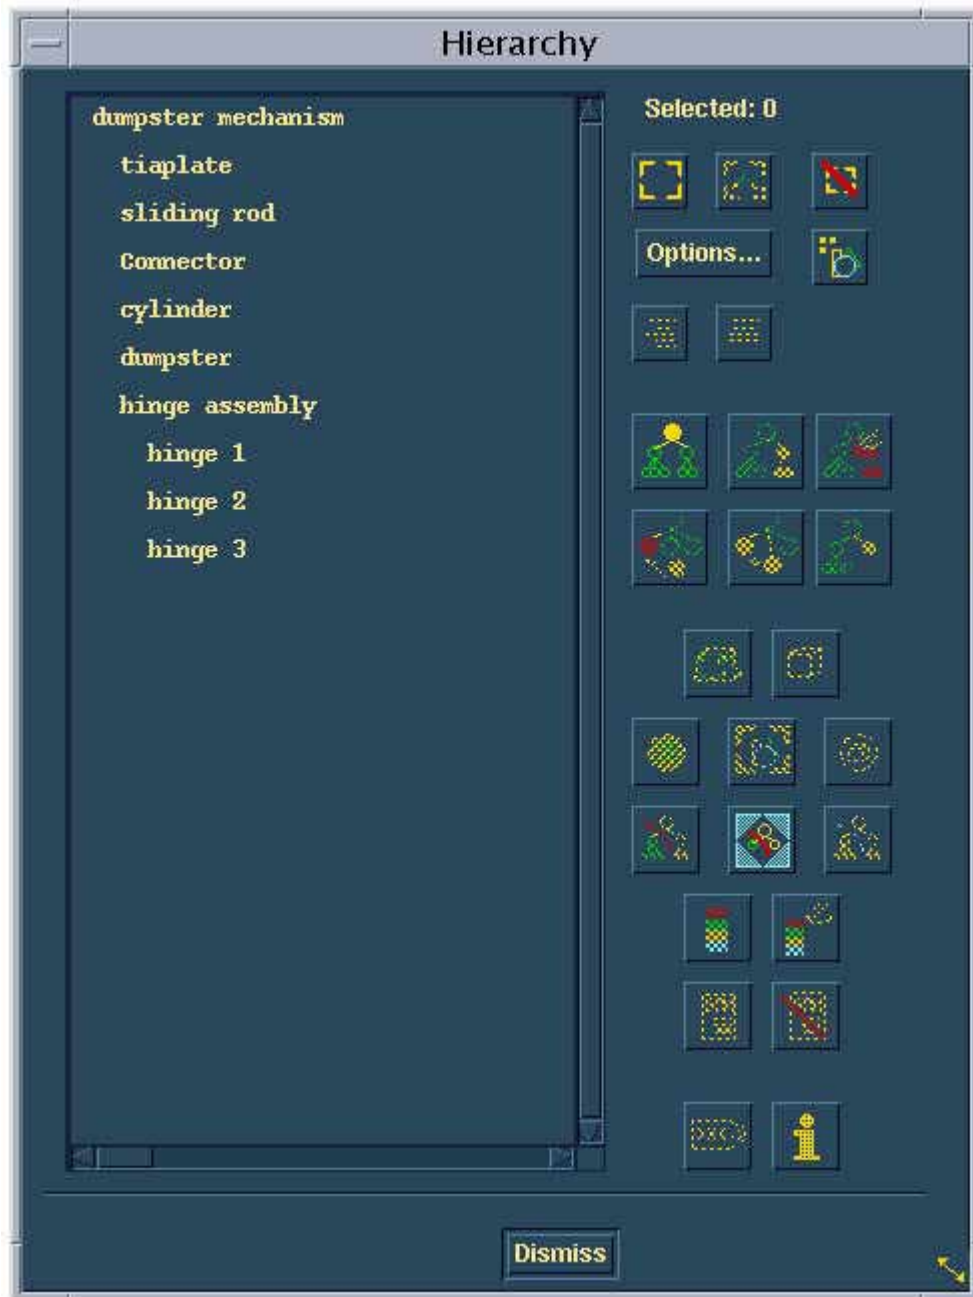 Hierarchy
dumpster mechanism
tiaplate
sliding rod
Connector
cylinder
dumpster
hinge assembly
hinge 1
hinge 2
hinge 3
Selected: 0
Options...
Dismiss